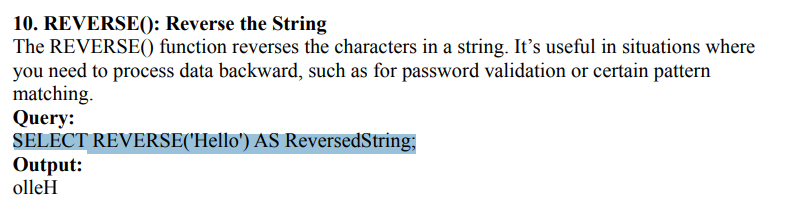 10. REVERSE(): Reverse the String
The REVERSE() function reverses the characters in a string. It’s useful in situations where
you need to process data backward, such as for password validation or certain pattern
matching.
Query:
SELECT REVERSE('Hello') AS ReversedString;
Output:
olleH